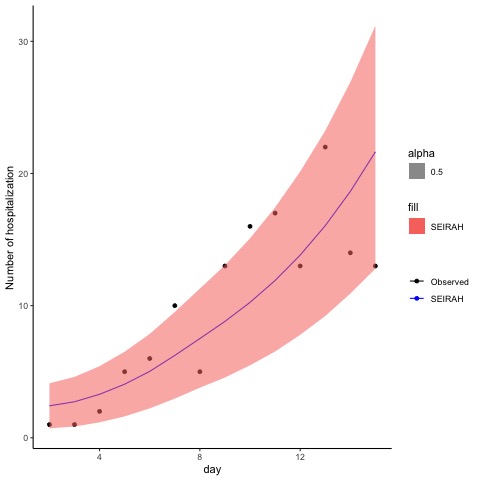 Number of hospitalization
30
20
10
0
4
8
12
day
alpha
0.5
fill
SEIRAH
Observed
SEIRAH